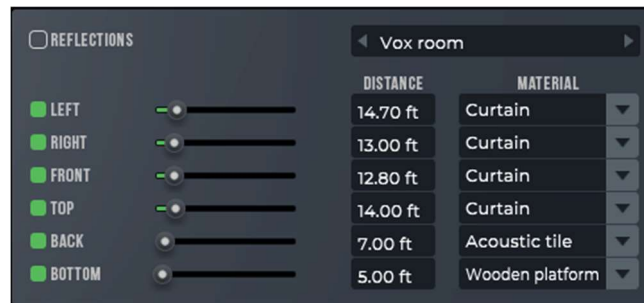 REFLECTIONS Vox room
DISTANCE MATERIAL
LEFT 14.70 ft Curtain
RIGHT 13.00 ft Curtain
FRONT 12.80 ft Curtain
TOP 14.00 ft Curtain
BACK 7.00 ft Acoustic tile
BOTTOM 5.00 ft Wooden platform